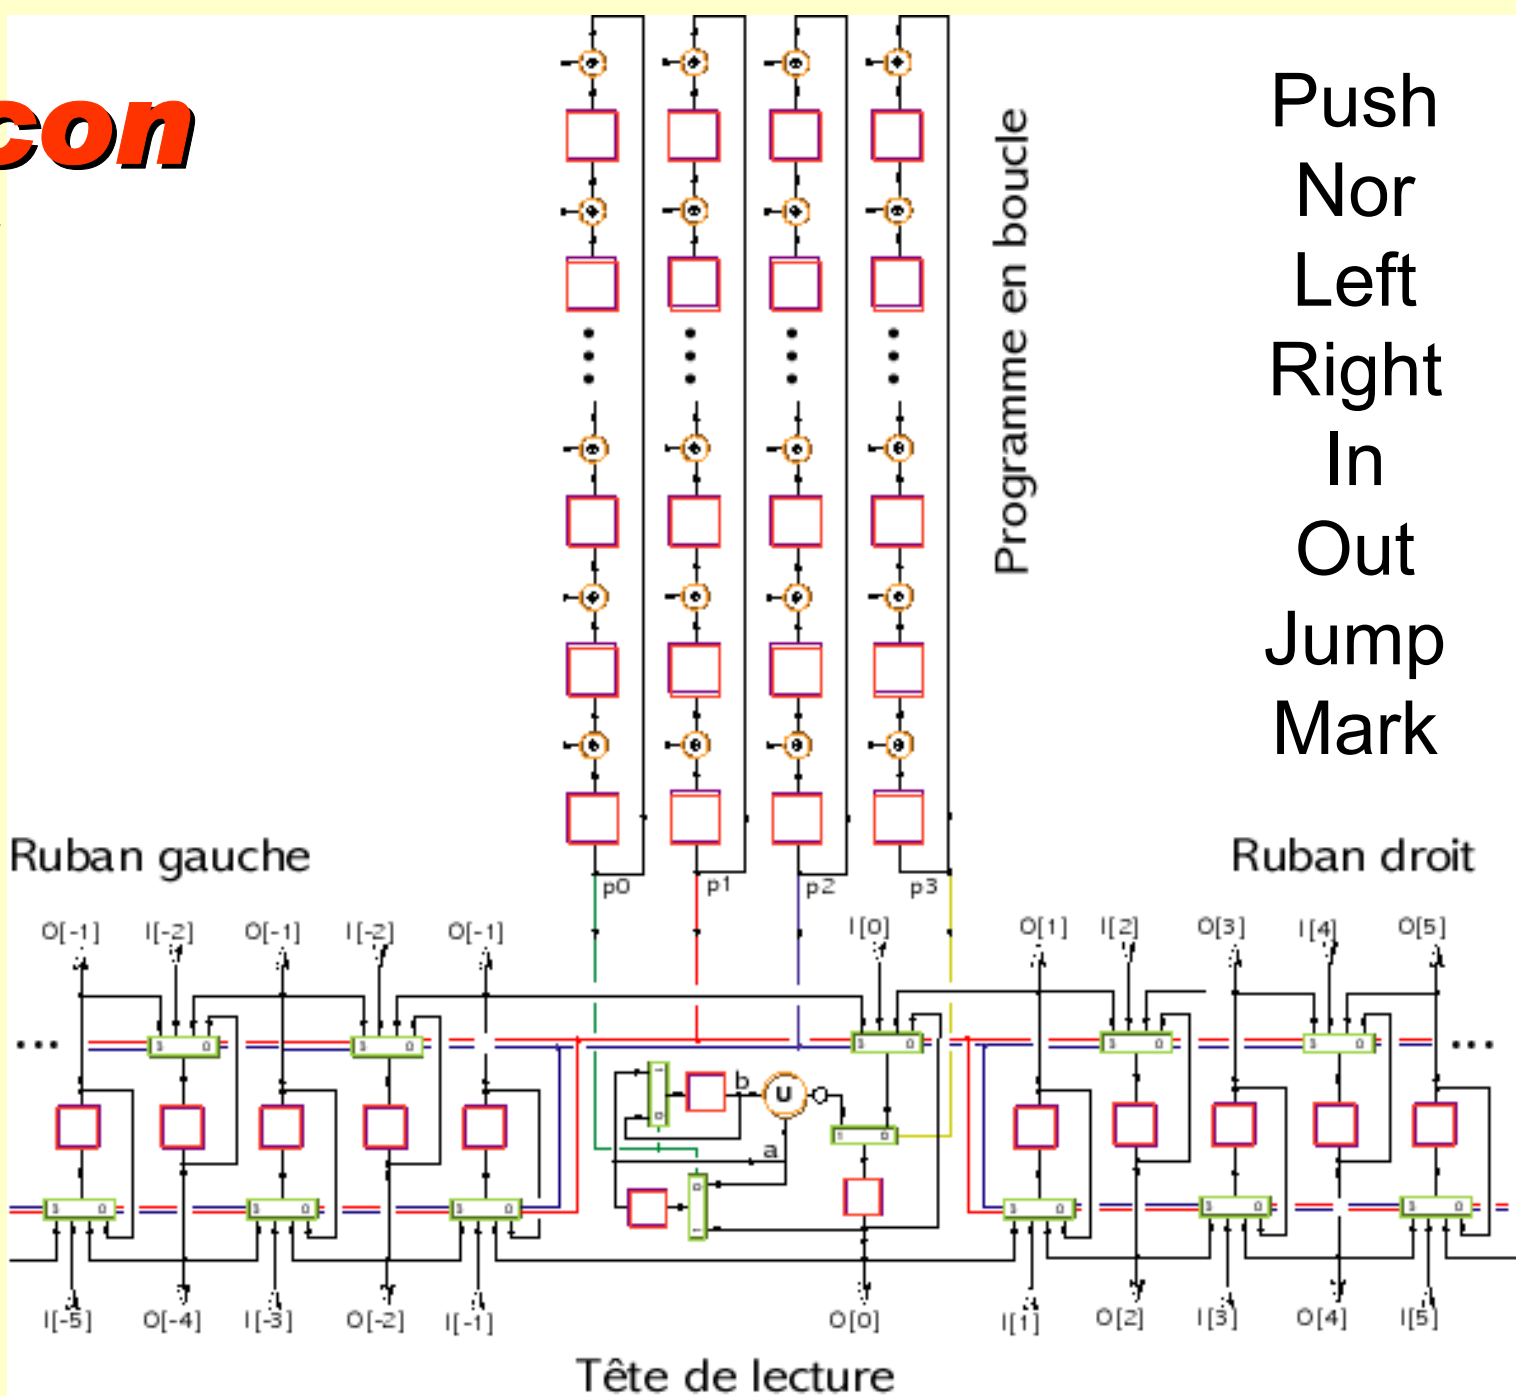 con
Push
Nor
Left
Right
In
Out
Jump
Mark
Programme en boucle
Ruban gauche
Ruban droit
p0 p1 p2 p3
O[-1] I[-2] O[-1] I[-2] O[-1] I[0] O[1] I[2] O[3] I[4] O[5]
b U
a
I[-5] O[-4] I[-3] O[-2] I[-1] O[0] I[1] O[2] I[3] O[4] I[5]
Tête de lecture